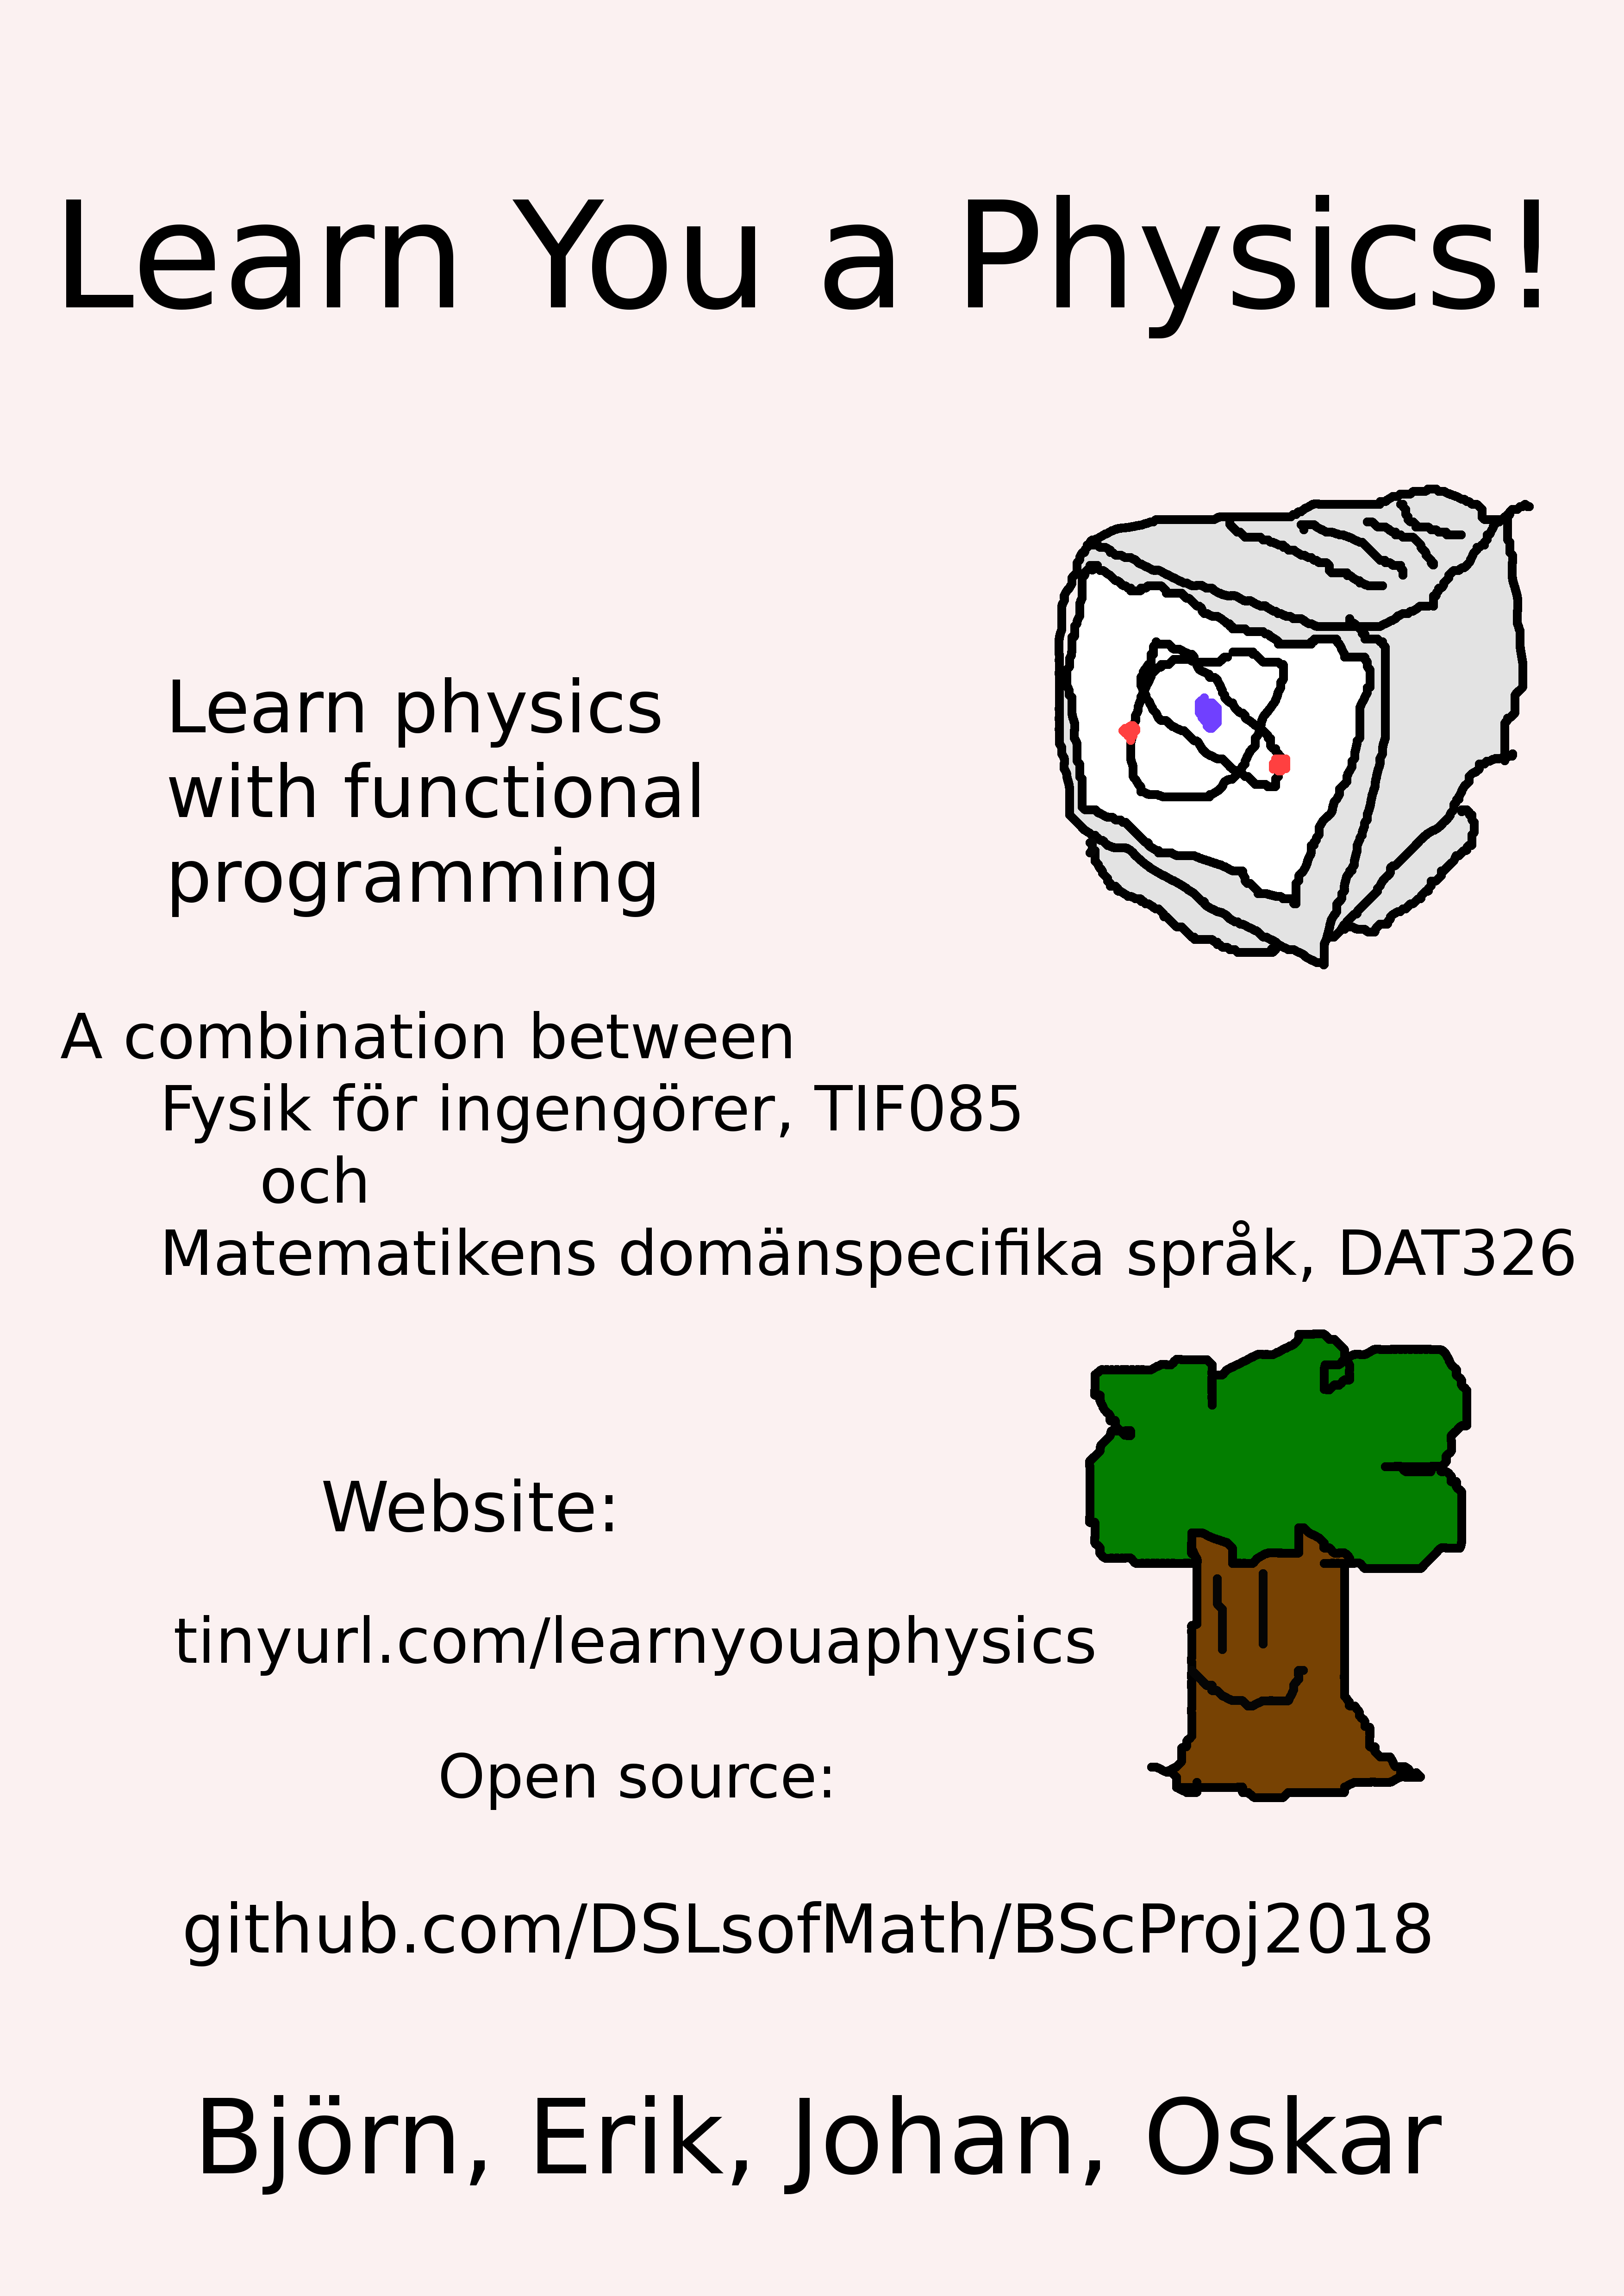 Learn You a Physics!
Learn physics
with functional
programming
A combination between
Fysik för ingengörer, TIF085
och
Matematikens domänspecifika språk, DAT326
Website:
tinyurl.com/learnyouaphysics
Open source:
github.com/DSLsofMath/BScProj2018
Björn, Erik, Johan, Oskar